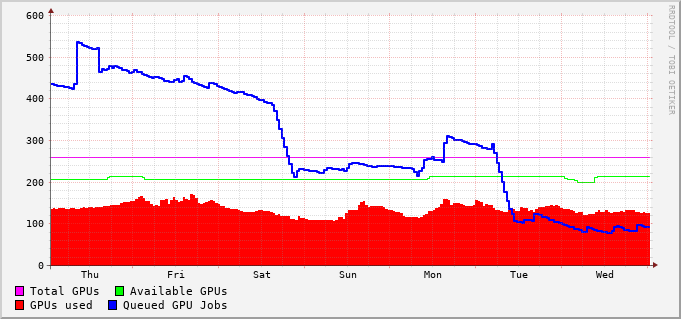 600
500
400
300
200
100
0
Thu Fri Sat Sun Mon Tue Wed
Total GPUs Available GPUs
GPUs used Queued GPU Jobs
RRDTOOL / TOBI OETIKER